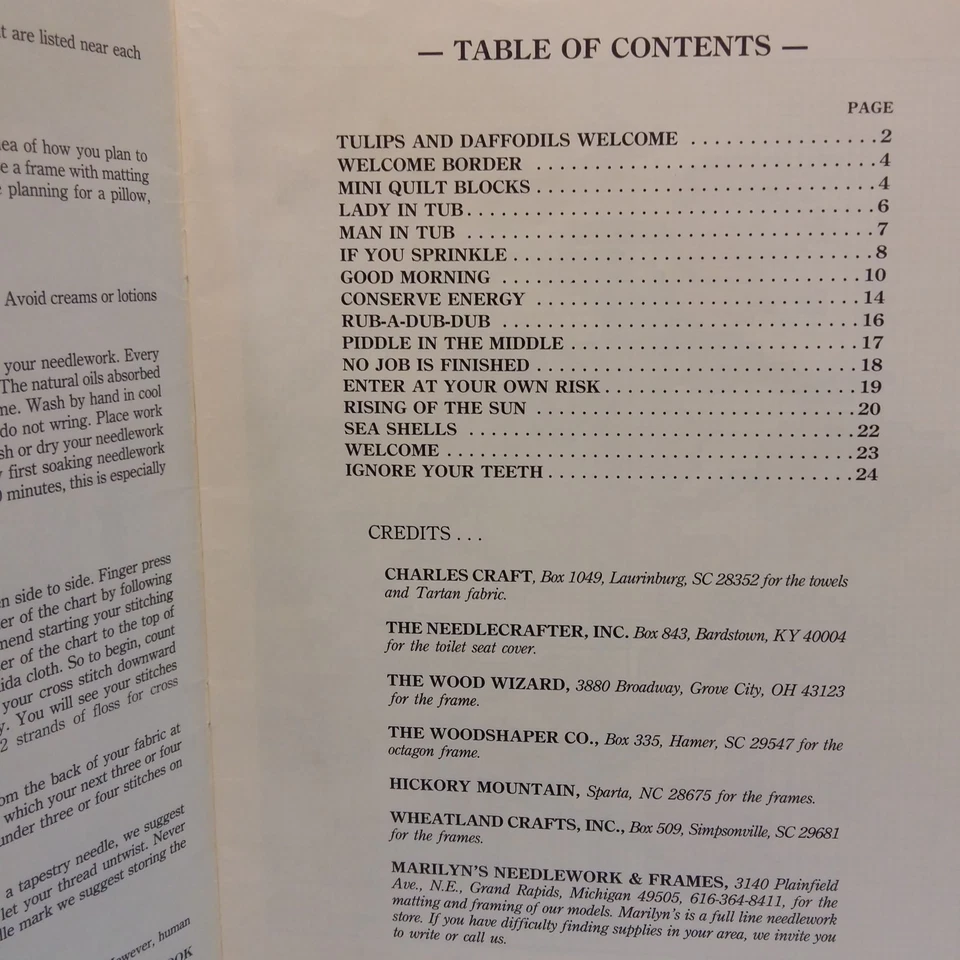 t are listed near each
ea of how you plan to
e a frame with matting
planning for a pillow,
Avoid creams or lotions
your needlework. Every
The natural oils absorbed
me. Wash by hand in cool
do not wring. Place work
sh or dry your needlework
first soaking needlework
minutes, this is especially
n side to side. Finger press
er of the chart by following
mend starting your stitching
er of the chart to the top of
ida cloth. So to begin, count
your cross stitch downward
y. You will see your stitches
2 strands of floss for cross
om the back of your fabric at
which your next three or four
under three or four stitches on
a tapestry needle, we suggest
let your thread untwist. Never
dle mark we suggest storing the
owever, human
OOK
— TABLE OF CONTENTS —
PAGE
TULIPS AND DAFFODILS WELCOME . . . . . . . . . . . . . . . . . 2
WELCOME BORDER . . . . . . . . . . . . . . . . . . . . . . . . . . . . . . 4
MINI QUILT BLOCKS . . . . . . . . . . . . . . . . . . . . . . . . . . . . . . 4
LADY IN TUB . . . . . . . . . . . . . . . . . . . . . . . . . . . . . . . . . . . . 6
MAN IN TUB . . . . . . . . . . . . . . . . . . . . . . . . . . . . . . . . . . . . 7
IF YOU SPRINKLE . . . . . . . . . . . . . . . . . . . . . . . . . . . . . . . . 8
GOOD MORNING . . . . . . . . . . . . . . . . . . . . . . . . . . . . . . . . 10
CONSERVE ENERGY . . . . . . . . . . . . . . . . . . . . . . . . . . . . . 14
RUB-A-DUB-DUB . . . . . . . . . . . . . . . . . . . . . . . . . . . . . . . . 16
PIDDLE IN THE MIDDLE . . . . . . . . . . . . . . . . . . . . . . . . . 17
NO JOB IS FINISHED . . . . . . . . . . . . . . . . . . . . . . . . . . . . 18
ENTER AT YOUR OWN RISK . . . . . . . . . . . . . . . . . . . . . . 19
RISING OF THE SUN . . . . . . . . . . . . . . . . . . . . . . . . . . . . 20
SEA SHELLS . . . . . . . . . . . . . . . . . . . . . . . . . . . . . . . . . . 22
WELCOME . . . . . . . . . . . . . . . . . . . . . . . . . . . . . . . . . . . . 23
IGNORE YOUR TEETH . . . . . . . . . . . . . . . . . . . . . . . . . . . 24
CREDITS . . .
CHARLES CRAFT, Box 1049, Laurinburg, SC 28352 for the towels
and Tartan fabric.
THE NEEDLECRAFTER, INC. Box 843, Bardstown, KY 40004
for the toilet seat cover.
THE WOOD WIZARD, 3880 Broadway, Grove City, OH 43123
for the frame.
THE WOODSHAPER CO., Box 335, Hamer, SC 29547 for the
octagon frame.
HICKORY MOUNTAIN, Sparta, NC 28675 for the frames.
WHEATLAND CRAFTS, INC., Box 509, Simpsonville, SC 29681
for the frames.
MARILYN'S NEEDLEWORK & FRAMES, 3140 Plainfield
Ave., N.E., Grand Rapids, Michigan 49505, 616-364-8411, for the
matting and framing of our models. Marilyn's is a full line needlework
store. If you have difficulty finding supplies in your area, we invite you
to write or call us.